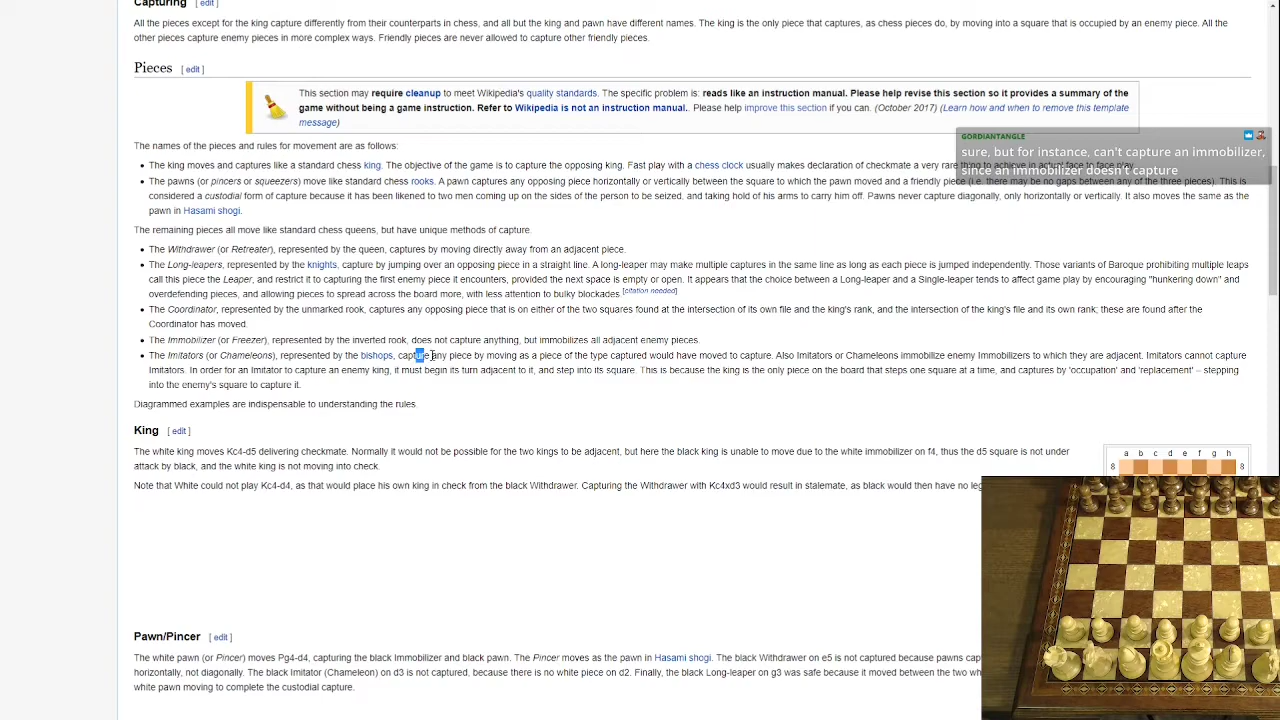 Capturing [ edit ]
All the pieces except for the king capture differently from their counterparts in chess, and all but the king and pawn have different names. The king is the only piece that captures, as chess pieces do, by moving into a square that is occupied by an enemy piece. All the
other pieces capture enemy pieces in more complex ways. Friendly pieces are never allowed to capture other friendly pieces.
Pieces [ edit ]
This section may require cleanup to meet Wikipedia's quality standards. The specific problem is: reads like an instruction manual. Please help revise this section so it provides a summary of the
game without being a game instruction. Refer to Wikipedia is not an instruction manual.. Please help improve this section if you can. (October 2017) (Learn how and when to remove this template
message)
GORDIANTANGLE
sure, but for instance, can't capture an immobilizer,
since an immobilizer doesn't capture
The names of the pieces and rules for movement are as follows:
• The king moves and captures like a standard chess king. The objective of the game is to capture the opposing king. Fast play with a chess clock usually makes declaration of checkmate a very rare thing to achieve in actual face to face play.
• The pawns (or pincers or squeezers) move like standard chess rooks. A pawn captures any opposing piece horizontally or vertically between the square to which the pawn moved and a friendly piece (i.e. there may be no gaps between any of the three pieces). This is
considered a custodial form of capture because it has been likened to two men coming up on the sides of the person to be seized, and taking hold of his arms to carry him off. Pawns never capture diagonally, only horizontally or vertically. It also moves the same as the
pawn in Hasami shogi.
The remaining pieces all move like standard chess queens, but have unique methods of capture.
• The Withdrawer (or Retreater), represented by the queen, captures by moving directly away from an adjacent piece.
• The Long-leapers, represented by the knights, capture by jumping over an opposing piece in a straight line. A long-leaper may make multiple captures in the same line as long as each piece is jumped independently. Those variants of Baroque prohibiting multiple leaps
call this piece the Leaper, and restrict it to capturing the first enemy piece it encounters, provided the next space is empty or open. It appears that the choice between a Long-leaper and a Single-leaper tends to affect game play by encouraging "hunkering down" and
overdefending pieces, and allowing pieces to spread across the board more, with less attention to bulky blockades.[citation needed]
• The Coordinator, represented by the unmarked rook, captures any opposing piece that is on either of the two squares found at the intersection of its own file and the king's rank, and the intersection of the king's file and its own rank; these are found after the
Coordinator has moved.
• The Immobilizer (or Freezer), represented by the inverted rook, does not capture anything, but immobilizes all adjacent enemy pieces.
• The Imitators (or Chameleons), represented by the bishops, capture any piece by moving as a piece of the type captured would have moved to capture. Also Imitators or Chameleons immobilize enemy Immobilizers to which they are adjacent. Imitators cannot capture
Imitators. In order for an Imitator to capture an enemy king, it must begin its turn adjacent to it, and step into its square. This is because the king is the only piece on the board that steps one square at a time, and captures by 'occupation' and 'replacement' – stepping
into the enemy's square to capture it.
Diagrammed examples are indispensable to understanding the rules.
King [ edit ]
The white king moves Kc4-d5 delivering checkmate. Normally it would not be possible for the two kings to be adjacent, but here the black king is unable to move due to the white immobilizer on f4, thus the d5 square is not under
attack by black, and the white king is not moving into check.
a b c d e f g h
8 8
Note that White could not play Kc4-d4, as that would place his own king in check from the black Withdrawer. Capturing the Withdrawer with Kc4xd3 would result in stalemate, as black would then have no leg
Pawn/Pincer [ edit ]
The white pawn (or Pincer) moves Pg4-d4, capturing the black Immobilizer and black pawn. The Pincer moves as the pawn in Hasami shogi. The black Withdrawer on e5 is not captured because pawns cap
horizontally, not diagonally. The black Imitator (Chameleon) on d3 is not captured, because there is no white piece on d2. Finally, the black Long-leaper on g3 was safe because it moved between the two wh
white pawn moving to complete the custodial capture.